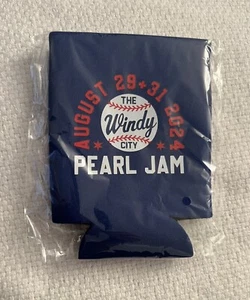 AUGUST 29+31 2024
THE
Windy
CITY
PEARL JAM